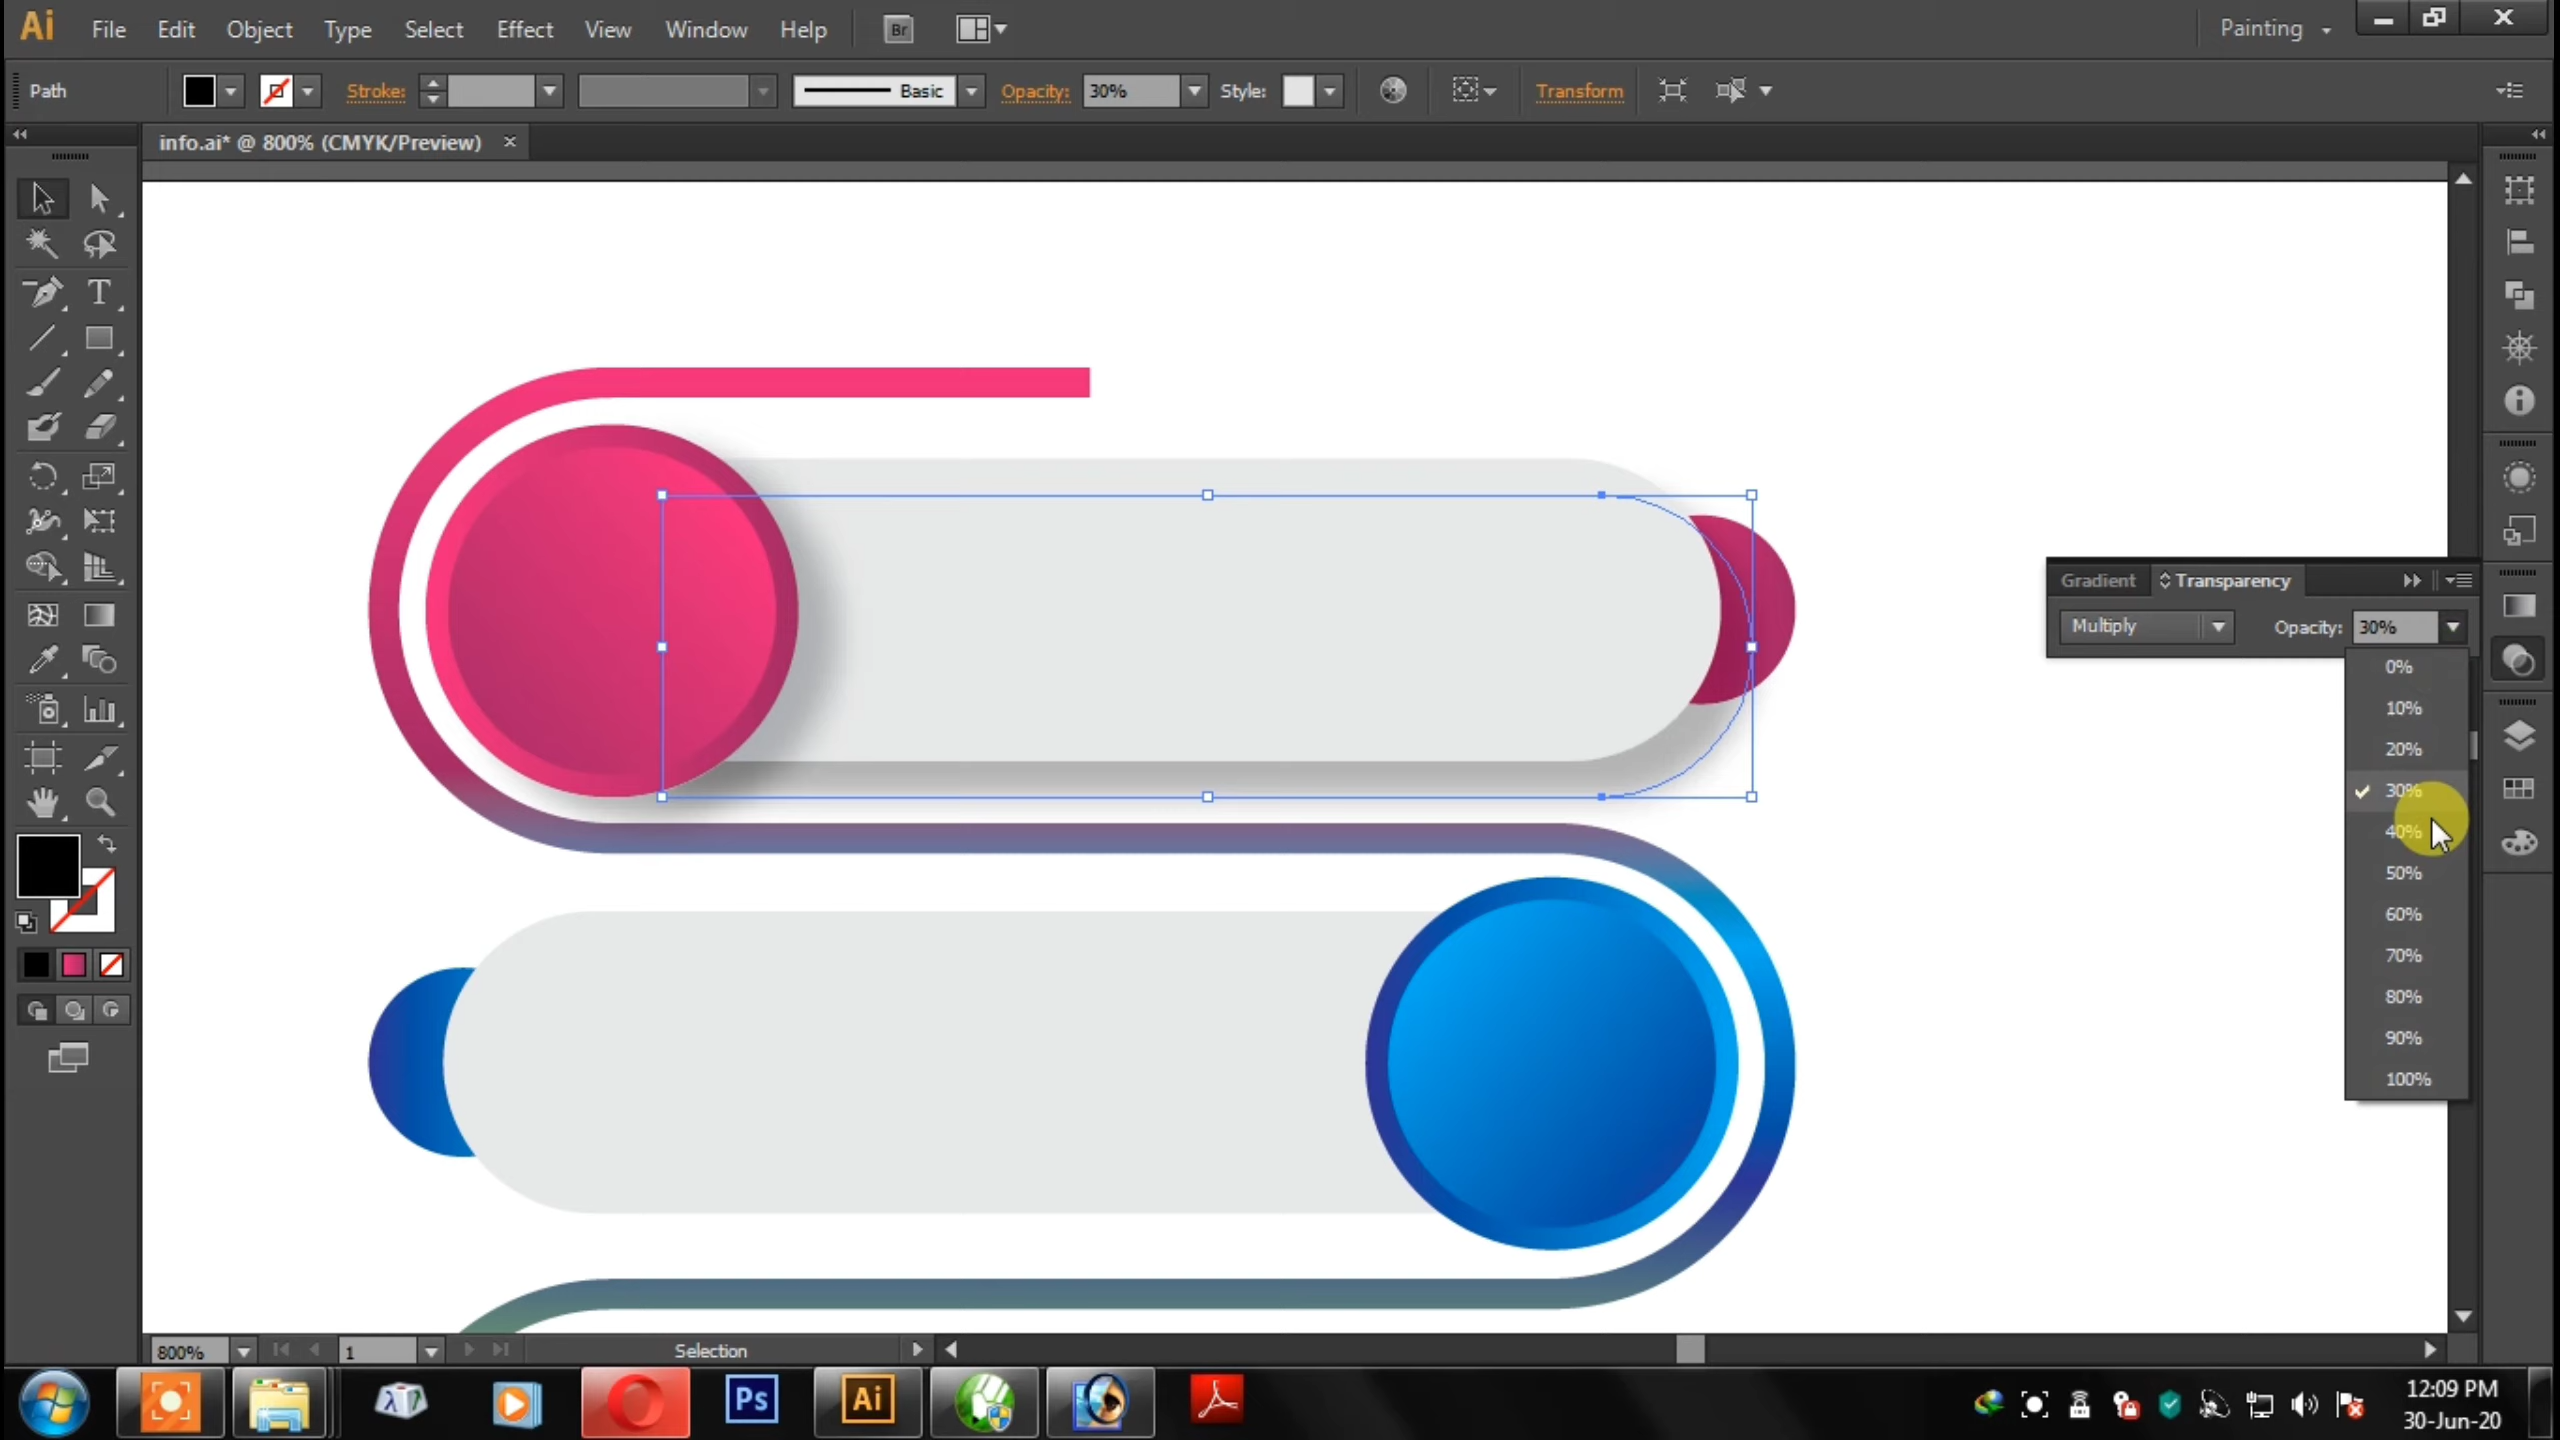 Ai File Edit Object Type Select Effect View Window Help Br Painting
Path Stroke: Basic Opacity: 30% Style: Transform
info.ai* @ 800% (CMYK/Preview) ×
T
Gradient Transparency
Multiply Opacity: 30%
0%
10%
20%
30%
40%
50%
60%
70%
80%
90%
100%
800% 1 Selection
Ps Ai
12:09 PM
30-Jun-20